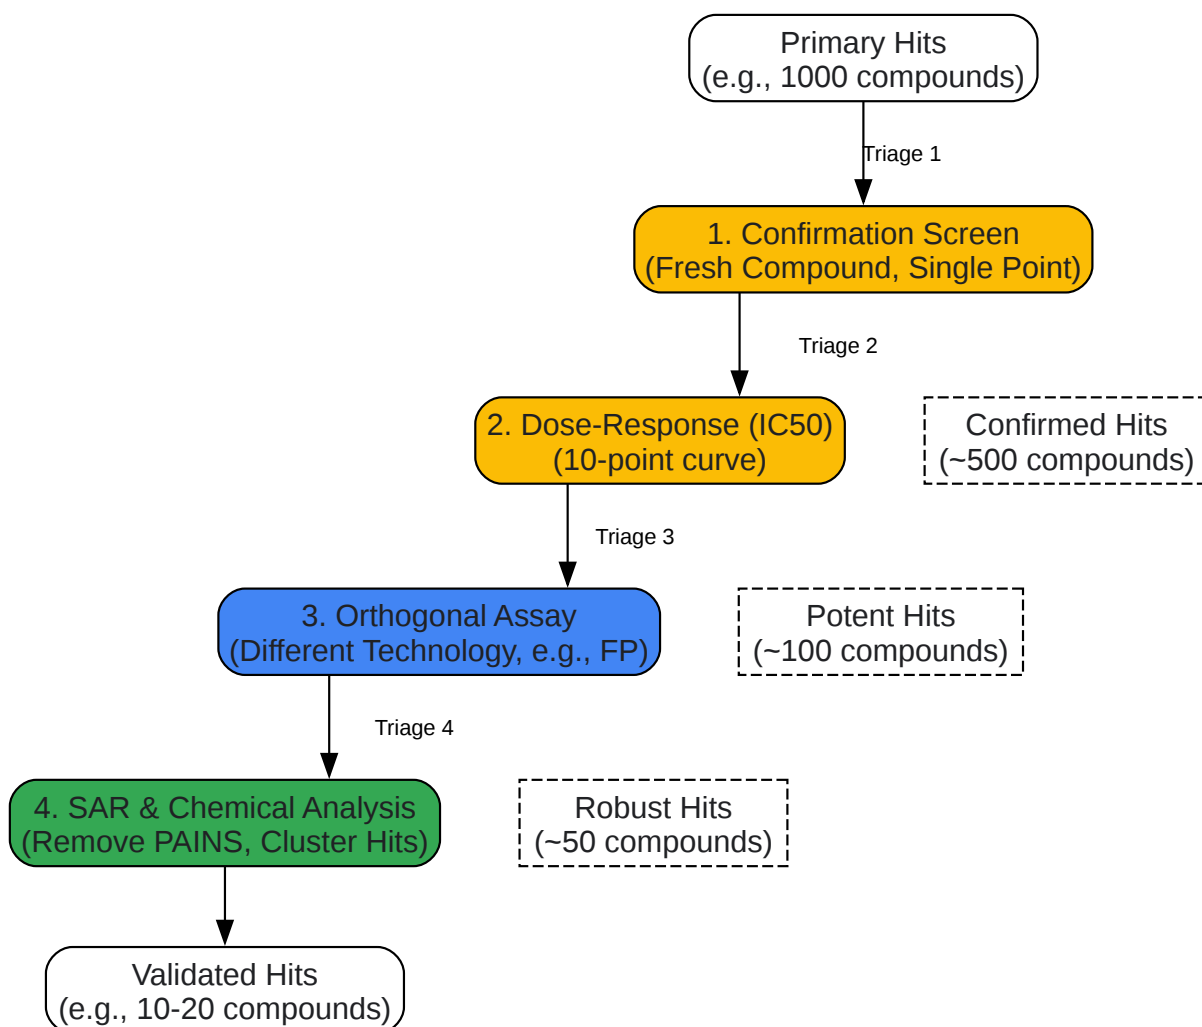 Primary Hits
(e.g., 1000 compounds)
Triage 1
1. Confirmation Screen
(Fresh Compound, Single Point)
Triage 2
2. Dose-Response (IC50)
(10-point curve)
Confirmed Hits
(~500 compounds)
Triage 3
3. Orthogonal Assay
(Different Technology, e.g., FP)
Potent Hits
(~100 compounds)
Triage 4
4. SAR & Chemical Analysis
(Remove PAINS, Cluster Hits)
Robust Hits
(~50 compounds)
Validated Hits
(e.g., 10-20 compounds)